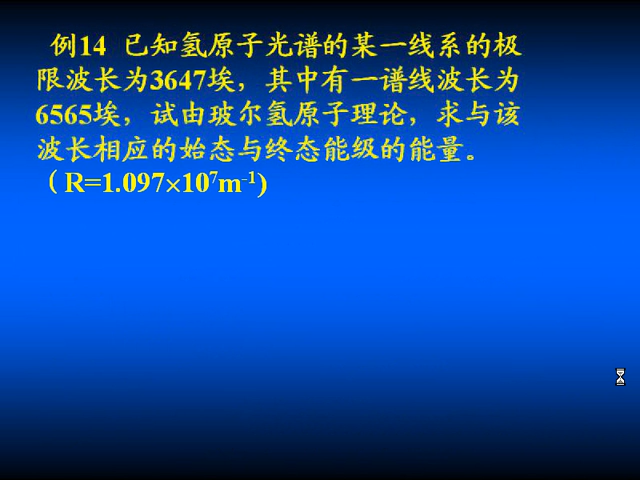 例14 已知氢原子光谱的某一线系的极
限波长为3647埃，其中有一谱线波长为
6565埃，试由玻尔氢原子理论，求与该
波长相应的始态与终态能级的能量。
（R=1.097×10⁷m⁻¹)